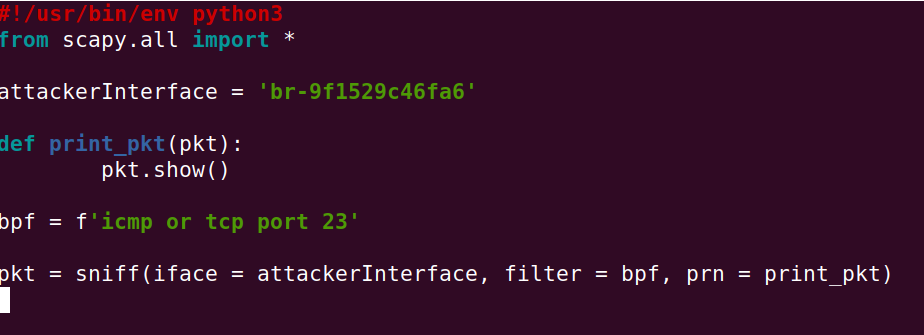 #!/usr/bin/env python3
from scapy.all import *
attackerInterface = 'br-9f1529c46fa6'
def print_pkt(pkt):
pkt.show()
bpf = f'icmp or tcp port 23'
pkt = sniff(iface = attackerInterface, filter = bpf, prn = print_pkt)